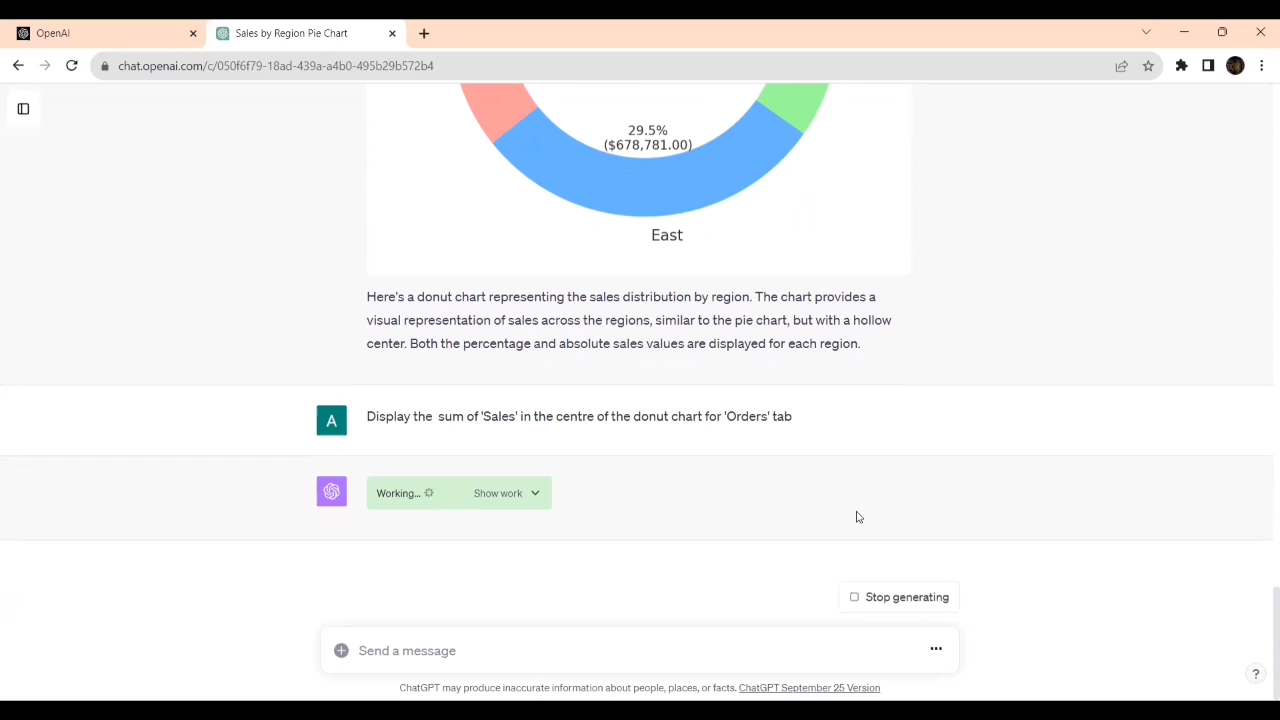 OpenAI
Sales by Region Pie Chart
chat.openai.com/c/050f6f79-18ad-439a-a4b0-495b29b572b4
29.5%
($678,781.00)
East
Here's a donut chart representing the sales distribution by region. The chart provides a
visual representation of sales across the regions, similar to the pie chart, but with a hollow
center. Both the percentage and absolute sales values are displayed for each region.
A
Display the  sum of 'Sales' in the centre of the donut chart for 'Orders' tab
Working...
Show work
Stop generating
Send a message
ChatGPT may produce inaccurate information about people, places, or facts. ChatGPT September 25 Version
?